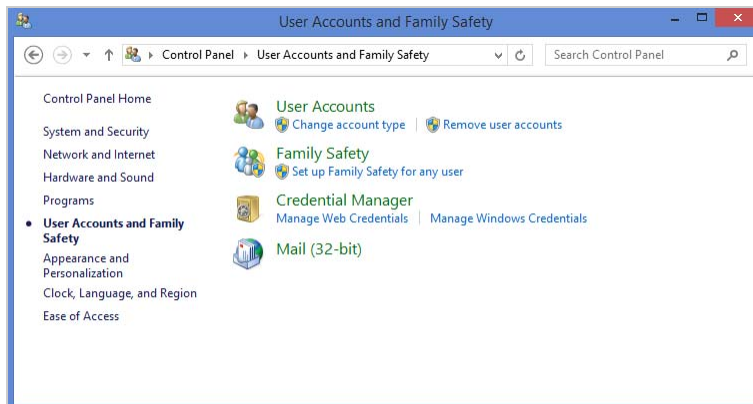 User Accounts and Family Safety
Control Panel User Accounts and Family Safety Search Control Panel
Control Panel Home
System and Security
Network and Internet
Hardware and Sound
Programs
User Accounts and Family
Safety
Appearance and
Personalization
Clock, Language, and Region
Ease of Access
User Accounts
Change account type Remove user accounts
Family Safety
Set up Family Safety for any user
Credential Manager
Manage Web Credentials Manage Windows Credentials
Mail (32-bit)